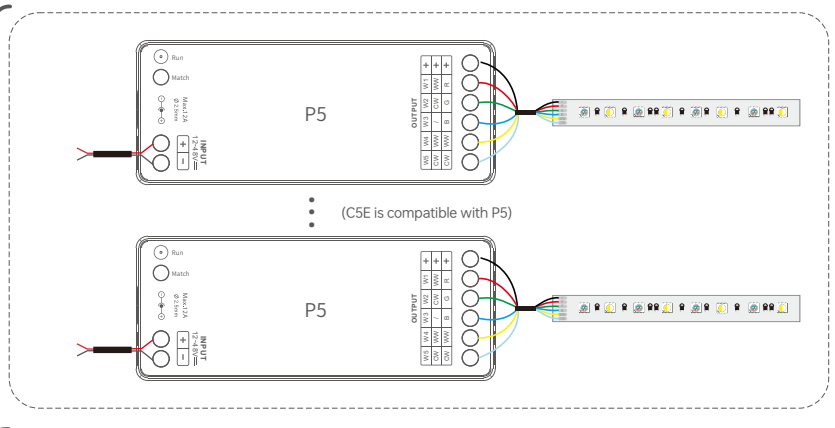 Run
Match
Max.12A
Ø 2.5mm
P5
+
−
INPUT
12~48V
OUTPUT
+ + +
W1 WW R
W2 CW G
W3 / B
W4 WW WW
W5 CW CW
(C5E is compatible with P5)
Run
Match
Max.12A
Ø 2.5mm
P5
+
−
INPUT
12~48V
OUTPUT
+ + +
W1 WW R
W2 CW G
W3 / B
W4 WW WW
W5 CW CW